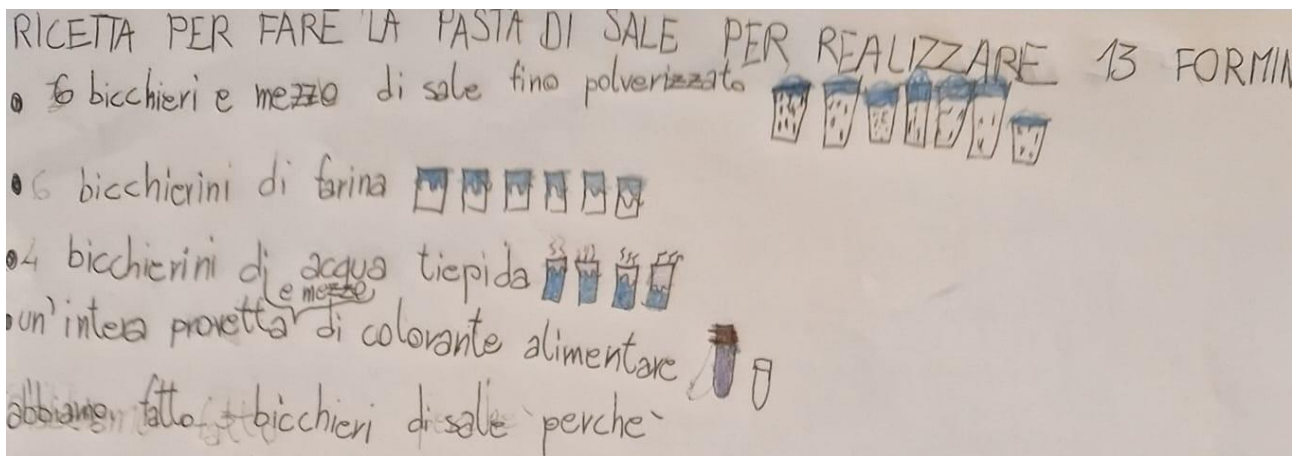 RICETTA PER FARE LA PASTA DI SALE PER REALIZZARE 13 FORMIN
• 6 bicchieri e mezzo di sale fino polverizzato
• 6 bicchierini di farina
• 4 bicchierini di acqua tiepida
e mezzo
• un'intera provetta di colorante alimentare
abbiamo fatto bicchieri di sale perchè